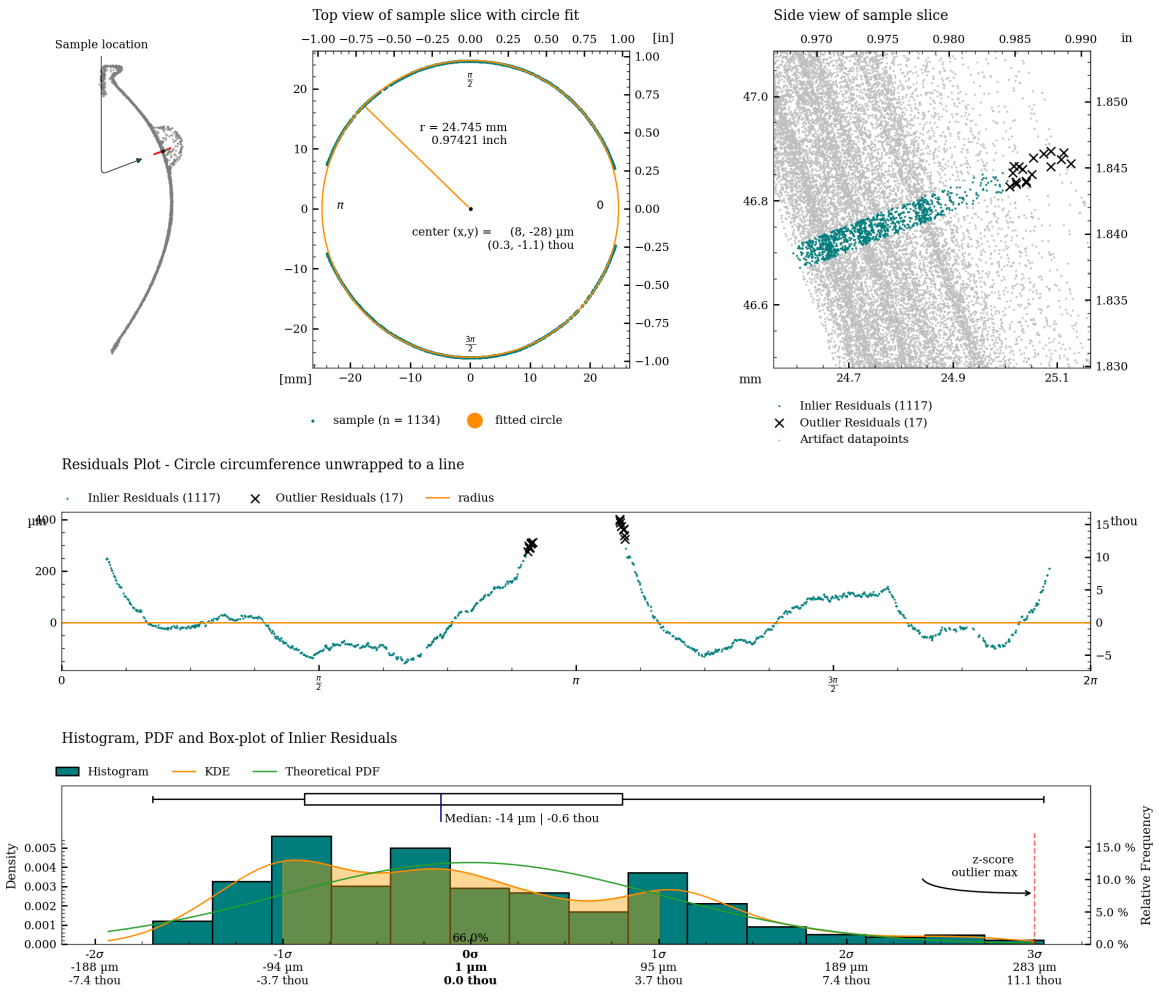 Sample location
Top view of sample slice with circle fit
−1.00 −0.75 −0.50 −0.25 0.00 0.25 0.50 0.75 1.00 [in]
20
10
0
−10
−20
1.00
0.75
0.50
0.25
0.00
−0.25
−0.50
−0.75
−1.00
π/2
r = 24.745 mm
0.97421 inch
π
0
center (x,y) = (8, -28) µm
(0.3, -1.1) thou
3π/2
[mm] −20 −10 0 10 20
sample (n = 1134)
fitted circle
Side view of sample slice
0.970 0.975 0.980 0.985 0.990 in
47.0
46.8
46.6
1.850
1.845
1.840
1.835
1.830
mm 24.7 24.9 25.1
Inlier Residuals (1117)
Outlier Residuals (17)
Artifact datapoints
Residuals Plot - Circle circumference unwrapped to a line
Inlier Residuals (1117) Outlier Residuals (17) radius
µm
400
200
0
thou
15
10
5
0
−5
0 π/2 π 3π/2 2π
Histogram, PDF and Box-plot of Inlier Residuals
Histogram KDE Theoretical PDF
Median: -14 µm | -0.6 thou
Density
0.005
0.004
0.003
0.002
0.001
0.000
z-score
outlier max
66.0%
Relative Frequency
15.0 %
10.0 %
5.0 %
0.0 %
-2σ -1σ 0σ 1σ 2σ 3σ
-188 µm -94 µm 1 µm 95 µm 189 µm 283 µm
-7.4 thou -3.7 thou 0.0 thou 3.7 thou 7.4 thou 11.1 thou